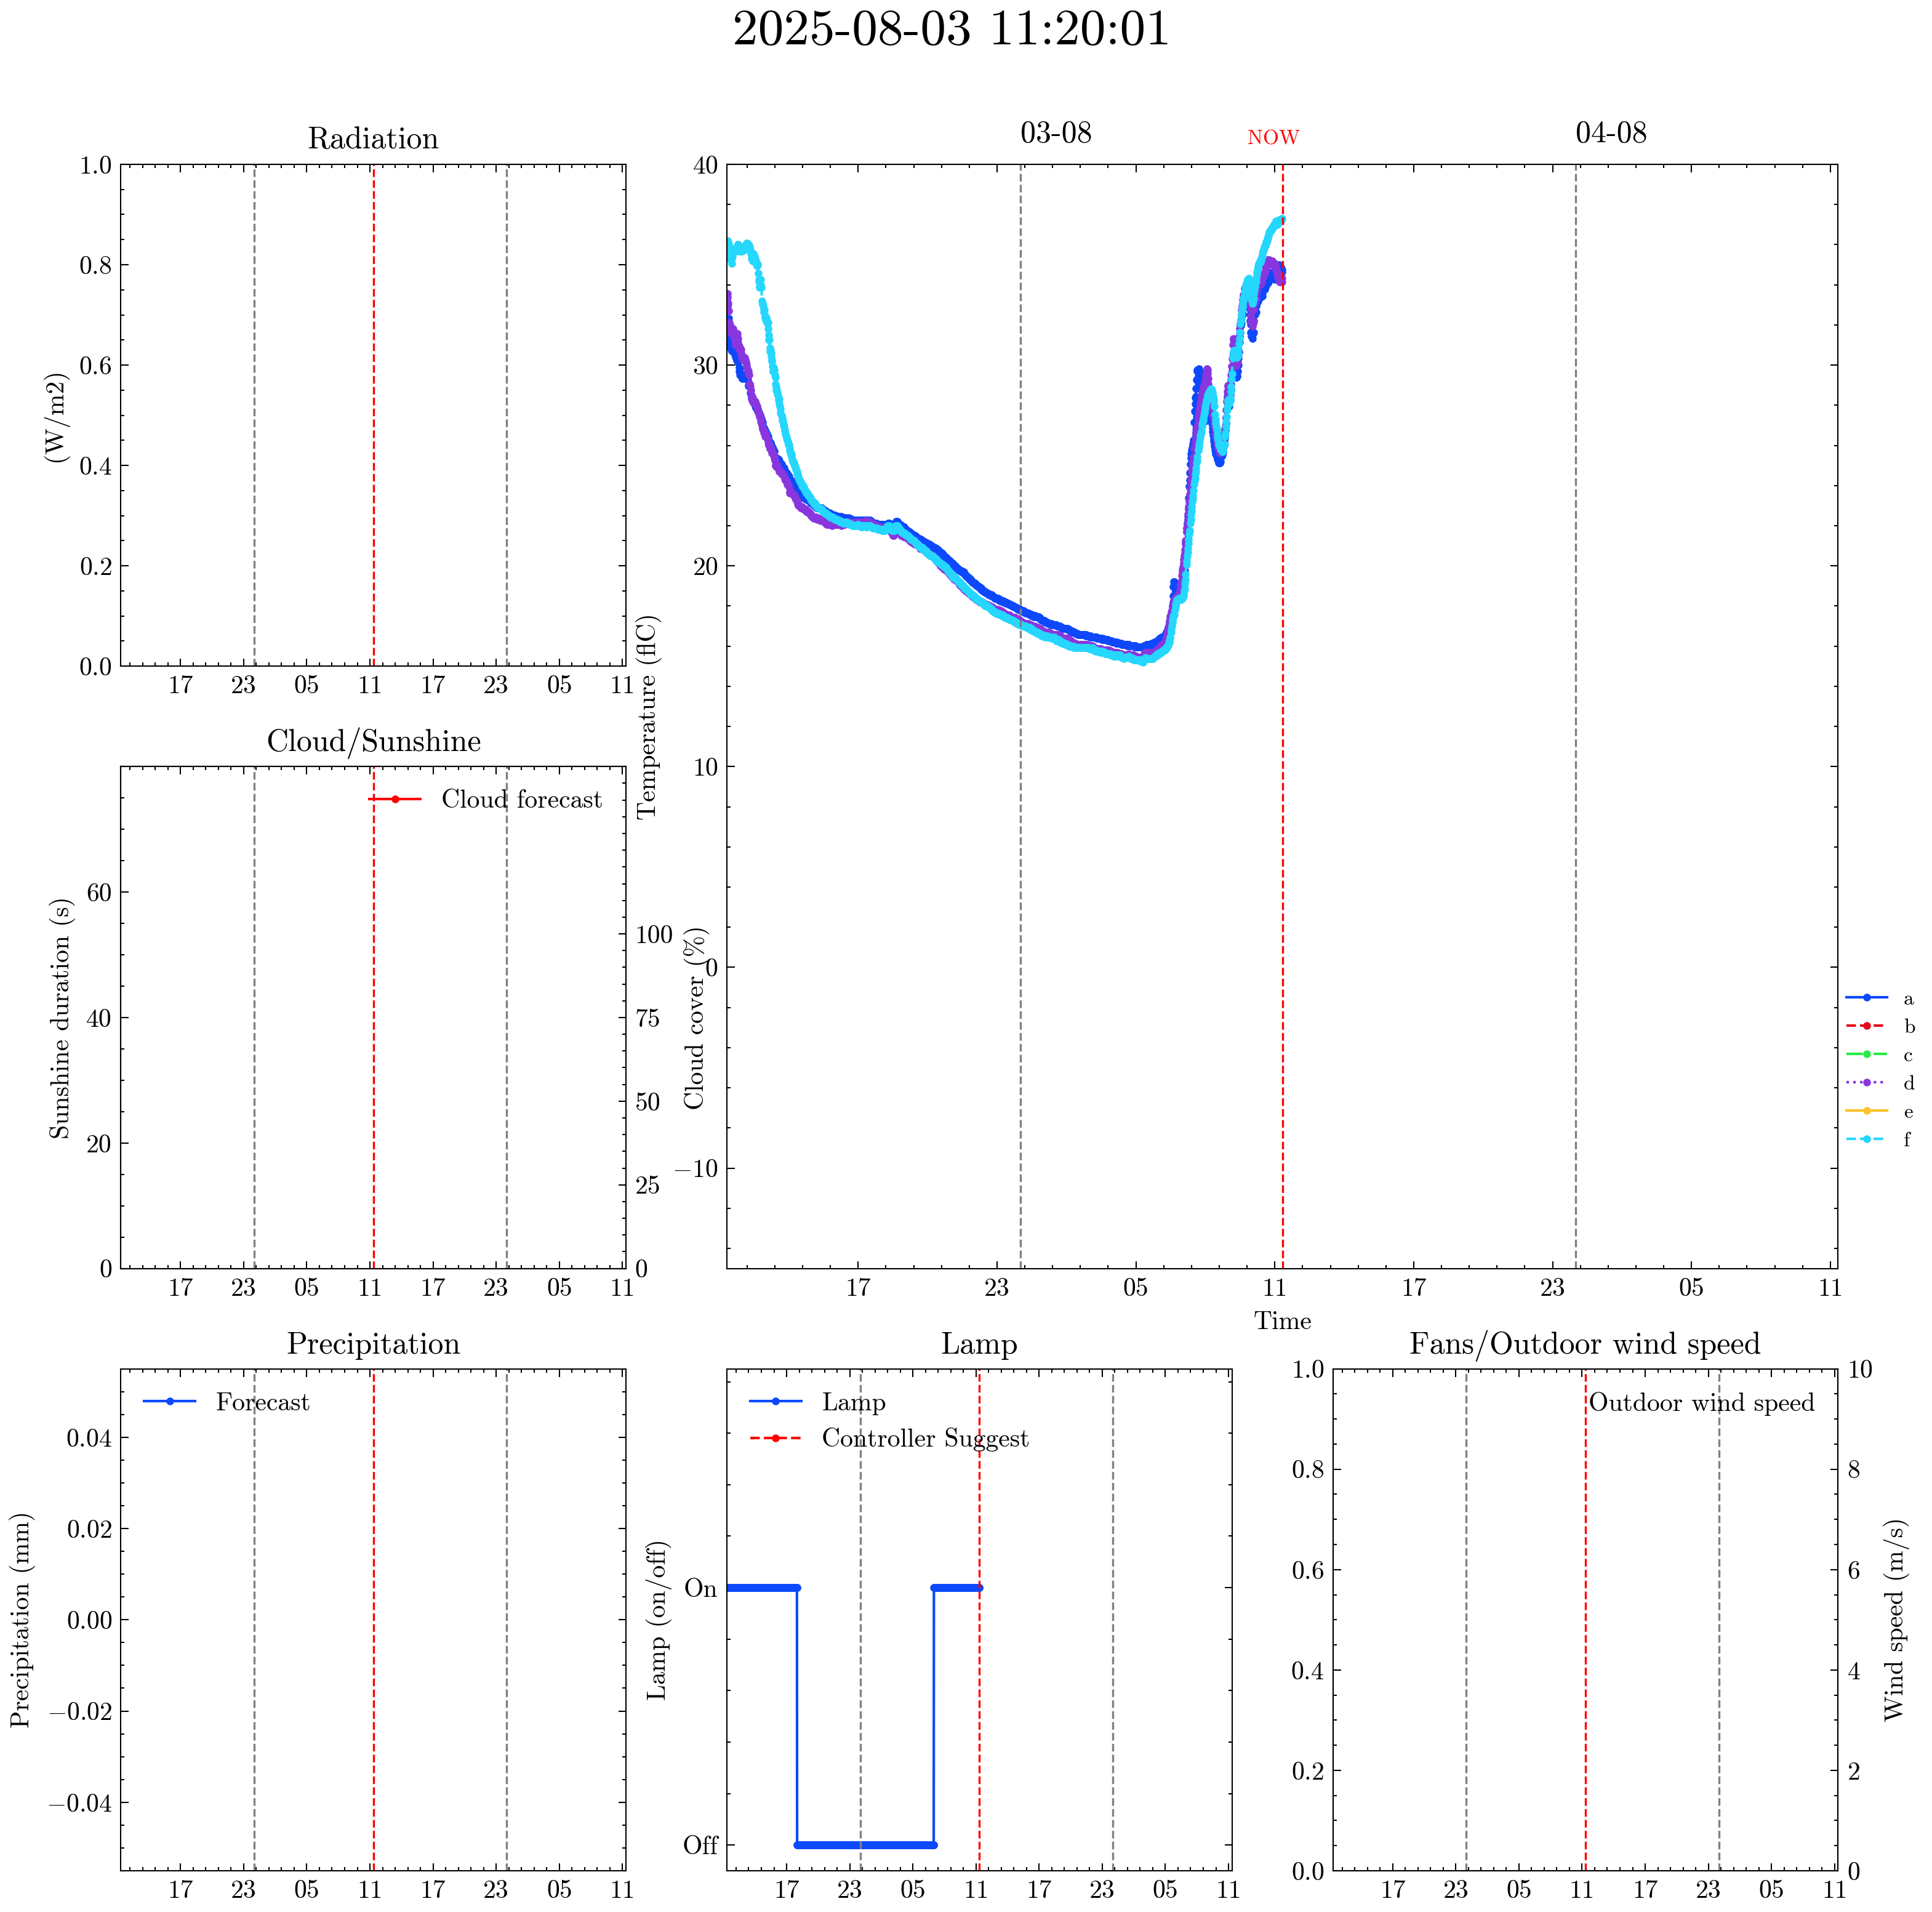 2025-08-03 11:20:01
Radiation
1.0
0.8
0.6
0.4
0.2
0.0
(W/m2)
17 23 05 11 17 23 05 11
03-08
NOW
04-08
40
30
20
10
0
−10
Temperature (flC)
17 23 05 11 17 23 05 11
Time
a
b
c
d
e
f
Cloud/Sunshine
Cloud forecast
60
40
20
0
Sunshine duration (s)
100
75
50
25
0
Cloud cover (%)
17 23 05 11 17 23 05 11
Precipitation
Forecast
0.04
0.02
0.00
−0.02
−0.04
Precipitation (mm)
17 23 05 11 17 23 05 11
Lamp
Lamp
Controller Suggest
On
Off
Lamp (on/off)
17 23 05 11 17 23 05 11
Fans/Outdoor wind speed
Outdoor wind speed
1.0
0.8
0.6
0.4
0.2
0.0
10
8
6
4
2
0
Wind speed (m/s)
17 23 05 11 17 23 05 11